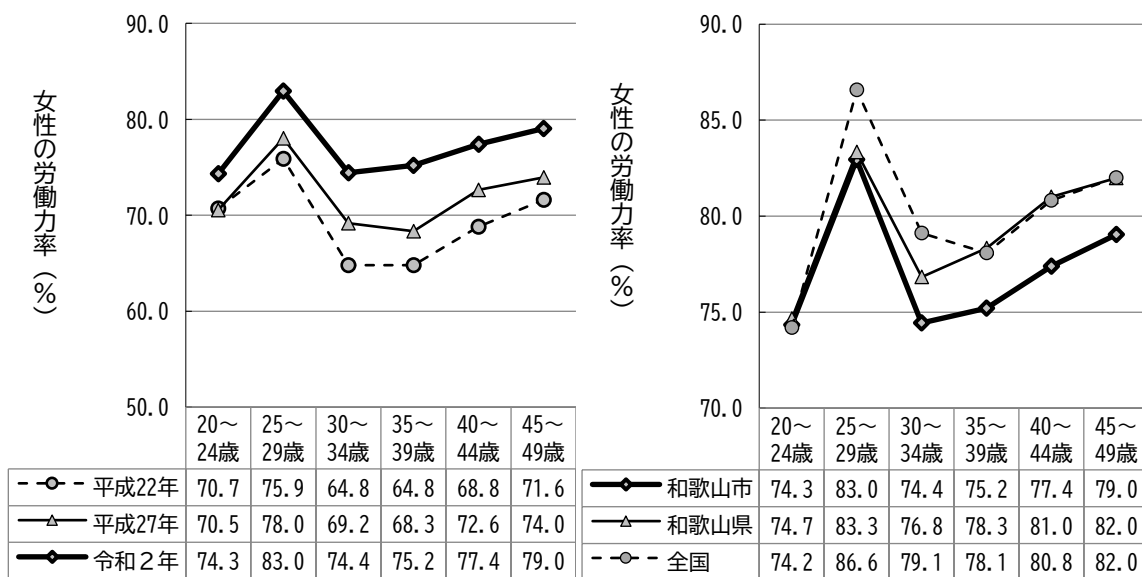 女性の労働力率（％）
90.0
80.0
70.0
60.0
50.0
20～24歳 25～29歳 30～34歳 35～39歳 40～44歳 45～49歳
平成22年 70.7 75.9 64.8 64.8 68.8 71.6
平成27年 70.5 78.0 69.2 68.3 72.6 74.0
令和２年 74.3 83.0 74.4 75.2 77.4 79.0
女性の労働力率（％）
90.0
85.0
80.0
75.0
70.0
20～24歳 25～29歳 30～34歳 35～39歳 40～44歳 45～49歳
和歌山市 74.3 83.0 74.4 75.2 77.4 79.0
和歌山県 74.7 83.3 76.8 78.3 81.0 82.0
全国 74.2 86.6 79.1 78.1 80.8 82.0